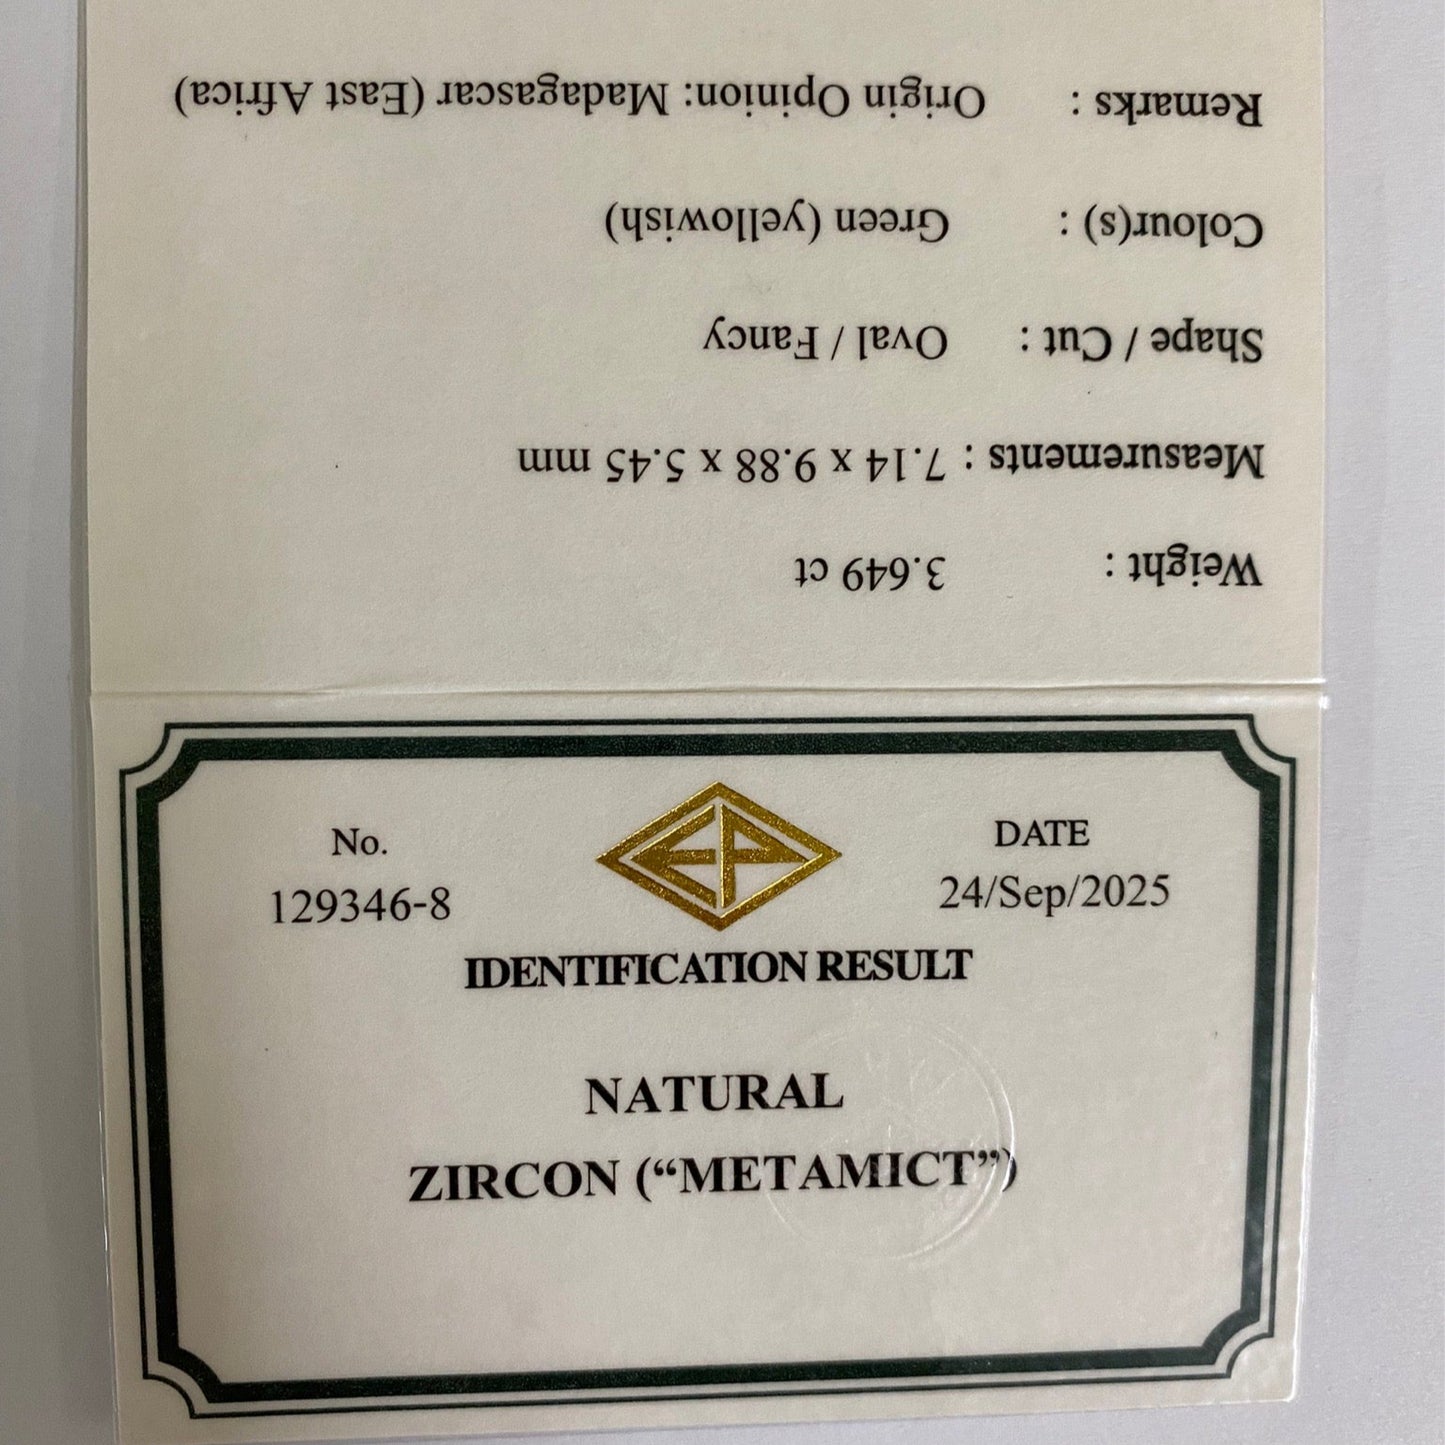 No.
129346-8
EP
DATE
24/Sep/2025
IDENTIFICATION RESULT
NATURAL
ZIRCON (“METAMICT”)
Weight : 3.649 ct
Measurements : 7.14 x 9.88 x 5.45 mm
Shape / Cut : Oval / Fancy
Colour(s) : Green (yellowish)
Remarks : Origin Opinion: Madagascar (East Africa)